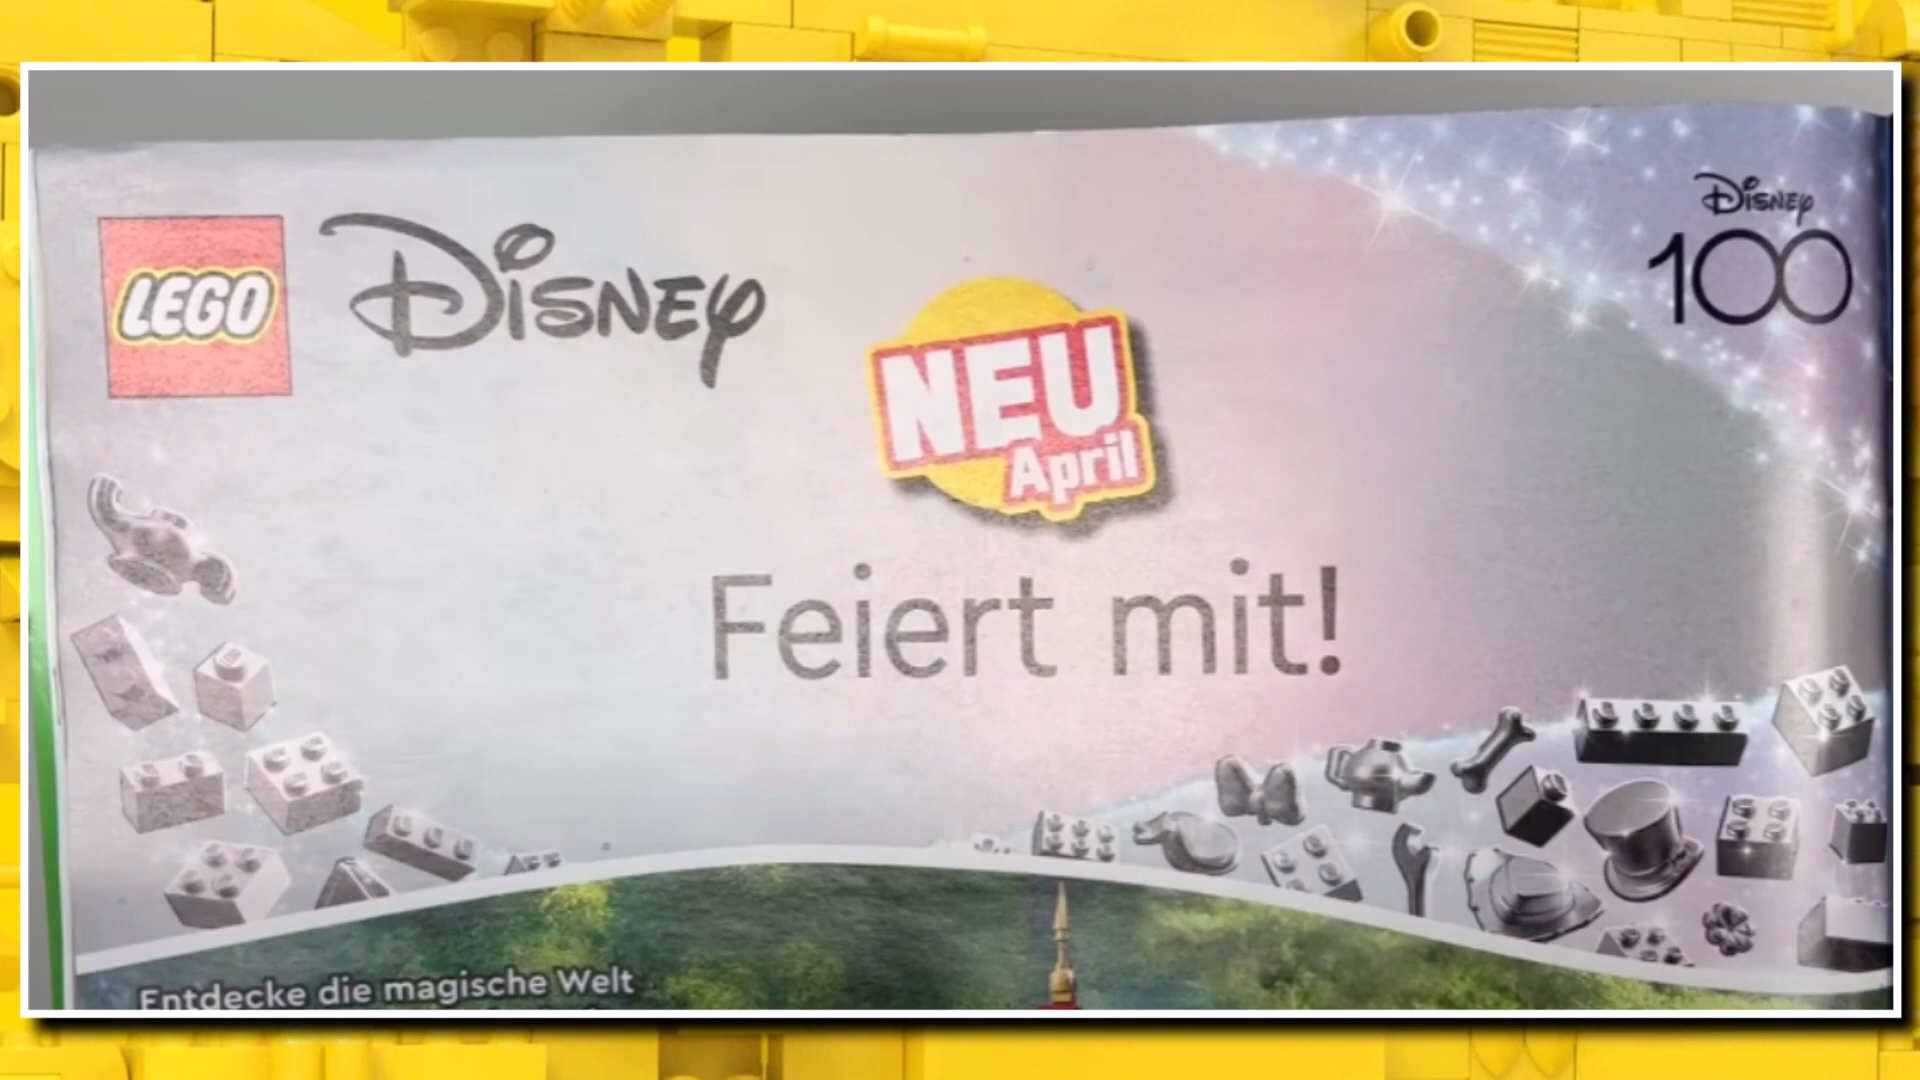 LEGO
Disney
Disney
100
NEU
April
Feiert mit!
Entdecke die magische Welt